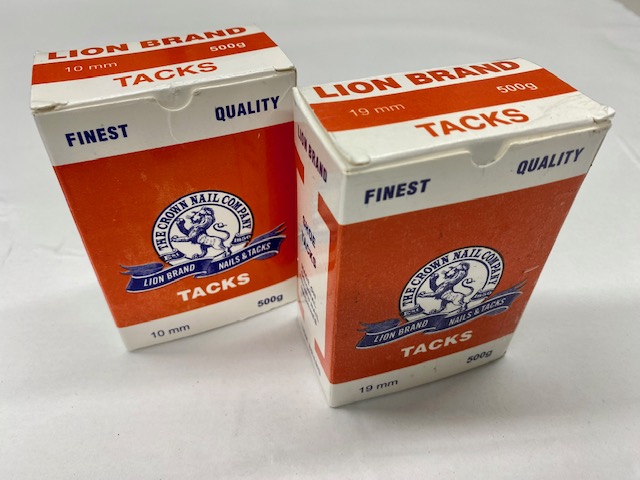 LION BRAND
10 mm
500g
TACKS
FINEST QUALITY
THE CROWN NAIL COMPANY
LION BRAND NAILS & TACKS
TACKS
10 mm
500g
LION BRAND
19 mm
500g
TACKS
LION BRAND
TACKS
FINEST QUALITY
THE CROWN NAIL COMPANY
LION BRAND NAILS & TACKS
TACKS
19 mm
500g